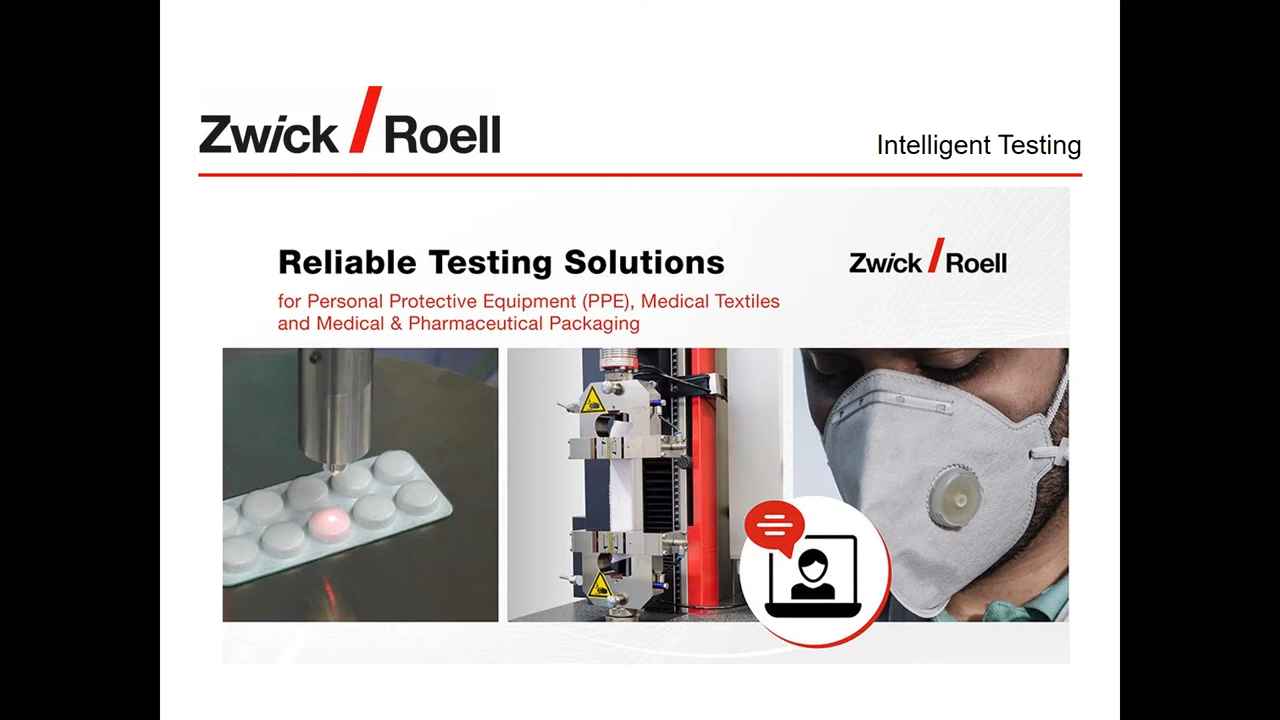 Zwick/Roell
Intelligent Testing
Reliable Testing Solutions
Zwick/Roell
for Personal Protective Equipment (PPE), Medical Textiles
and Medical & Pharmaceutical Packaging